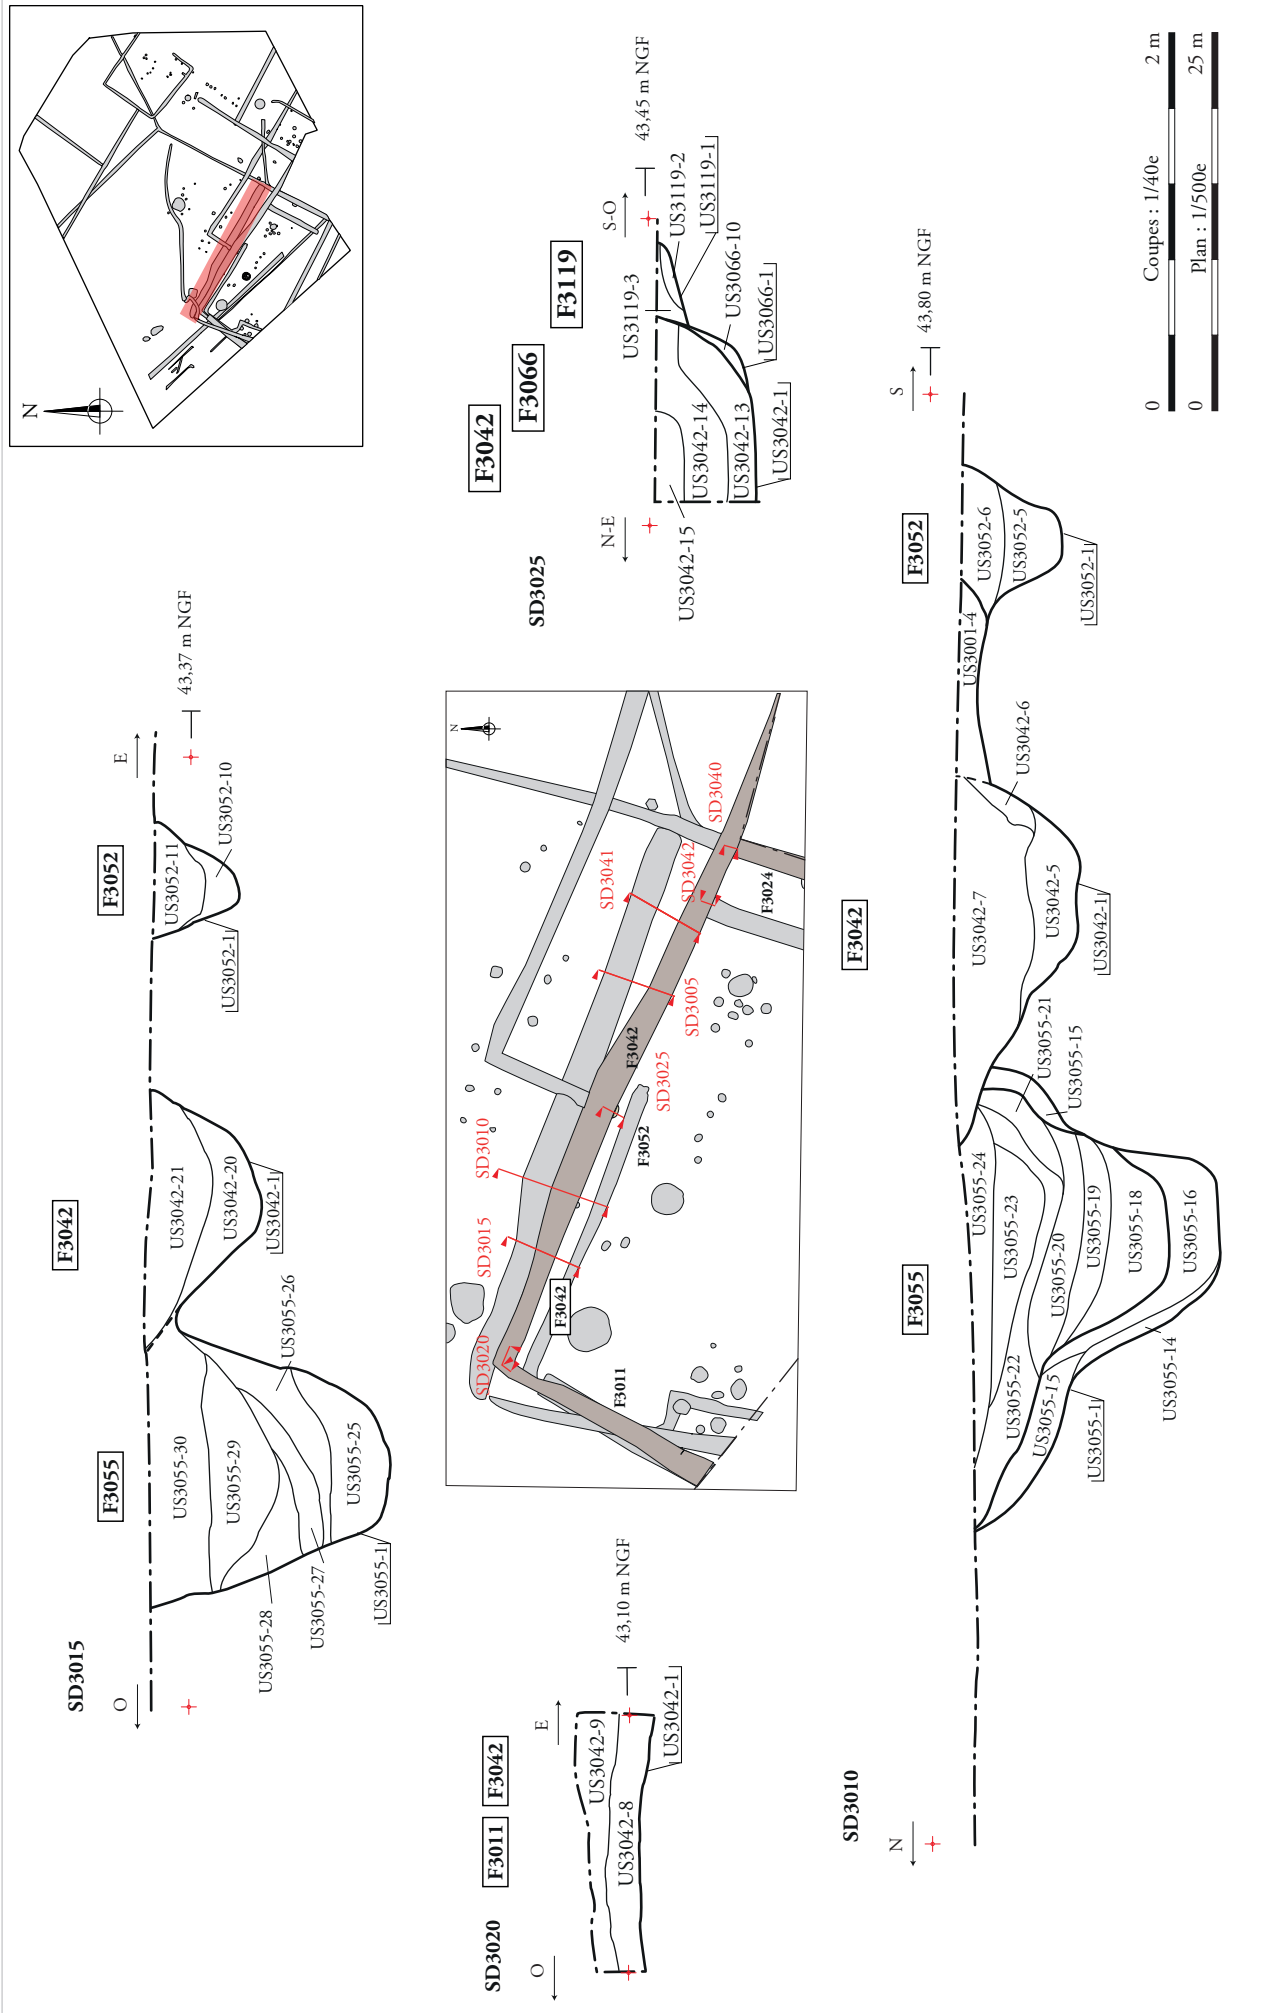 SD3015
O
E
43,37 m NGF
F3055
F3042
F3052
US3055-30
US3055-29
US3055-28
US3055-27
US3055-26
US3055-25
US3055-1
US3042-21
US3042-20
US3042-1
US3052-11
US3052-10
US3052-1
N
SD3020
F3011
F3042
O
E
43,10 m NGF
US3042-9
US3042-8
US3042-1
N
SD3020
SD3015
SD3010
SD3041
SD3042
SD3040
SD3005
SD3025
F3042
F3042
F3052
F3011
F3024
SD3025
F3042
F3066
F3119
N-E
S-O
43,45 m NGF
US3042-15
US3042-14
US3042-13
US3042-1
US3119-3
US3119-2
US3119-1
US3066-10
US3066-1
SD3010
N
S
43,80 m NGF
F3055
F3042
F3052
US3055-24
US3055-23
US3055-22
US3055-21
US3055-20
US3055-19
US3055-18
US3055-16
US3055-15
US3055-15
US3055-14
US3055-1
US3042-7
US3042-6
US3042-5
US3042-1
US3001-4
US3052-6
US3052-5
US3052-1
0 Coupes : 1/40e 2 m
0 Plan : 1/500e 25 m